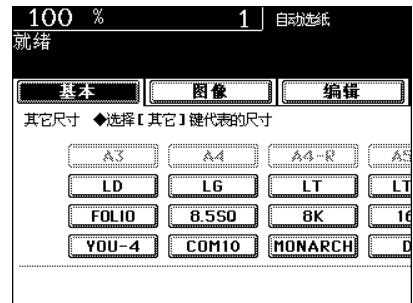 100 % 1 自动选纸
就绪
基本 图像 编辑
其它尺寸 ◆选择[其它]键代表的尺寸
A3 A4 A4-R
LD LG LT LT
FOLIO 8.5SQ 8K
YOU-4 COM10 MONARCH